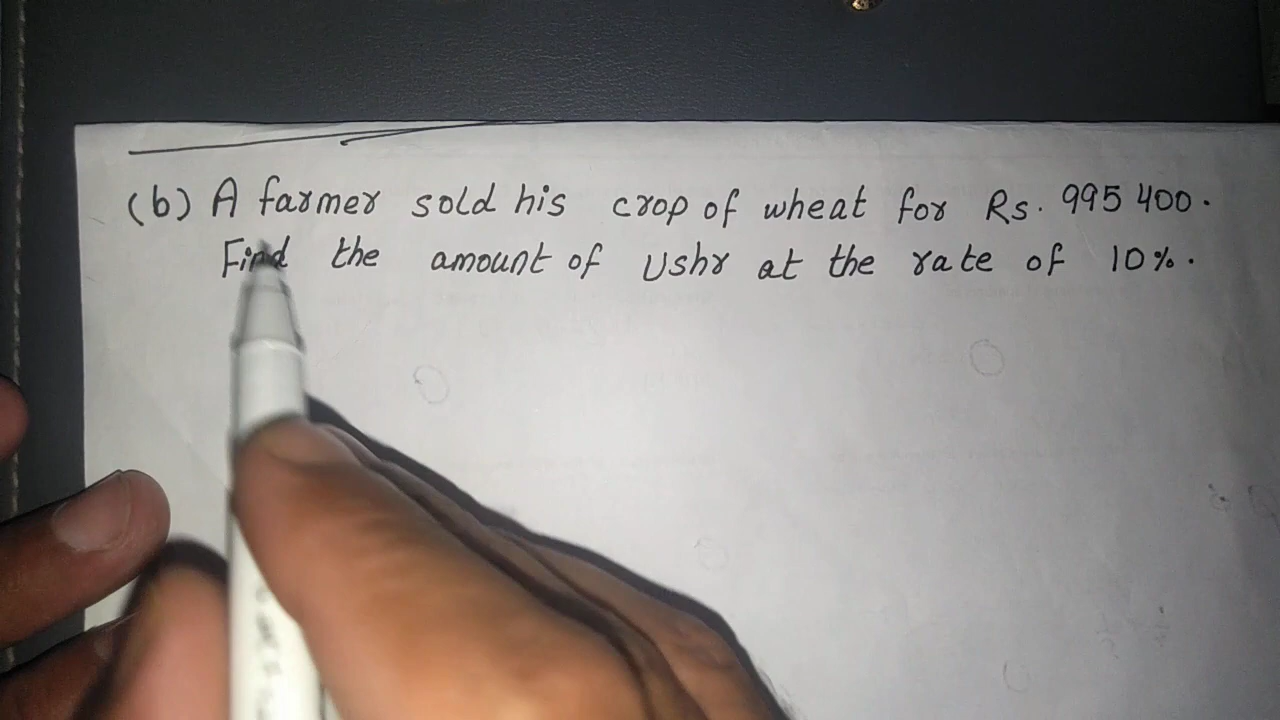 (b) A farmer sold his crop of wheat for Rs. 995 400.
Find the amount of Ushr at the rate of 10%.